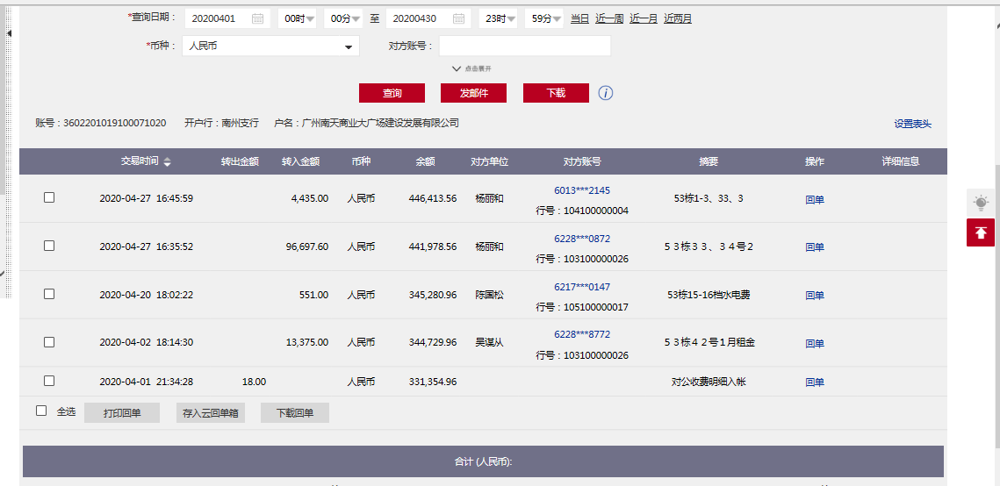 *查询日期： 20200401 00时 00分 至 20200430 23时 59分 当日 近一周 近一月 近两月
*币种： 人民币 对方账号：
点击展开
查询 发邮件 下载 i
账号：3602201019100071020 开户行：南州支行 户名：广州南天商业大广场建设发展有限公司 设置表头
交易时间 转出金额 转入金额 币种 余额 对方单位 对方账号 摘要 操作 详细信息
2020-04-27 16:45:59 4,435.00 人民币 446,413.56 杨丽和 6013***2145 53栋1-3、33、3 回单
行号：104100000004
2020-04-27 16:35:52 96,697.60 人民币 441,978.56 杨丽和 6228***0872 ５３栋３３、３４号2 回单
行号：103100000026
2020-04-20 18:02:22 551.00 人民币 345,280.96 陈国松 6217***0147 53栋15-16档水电费 回单
行号：105100000017
2020-04-02 18:14:30 13,375.00 人民币 344,729.96 吴谋从 6228***8772 ５３栋４２号１月租金 回单
行号：103100000026
2020-04-01 21:34:28 18.00 人民币 331,354.96 对公收费明细入帐 回单
全选 打印回单 存入云回单箱 下载回单
合计 (人民币):